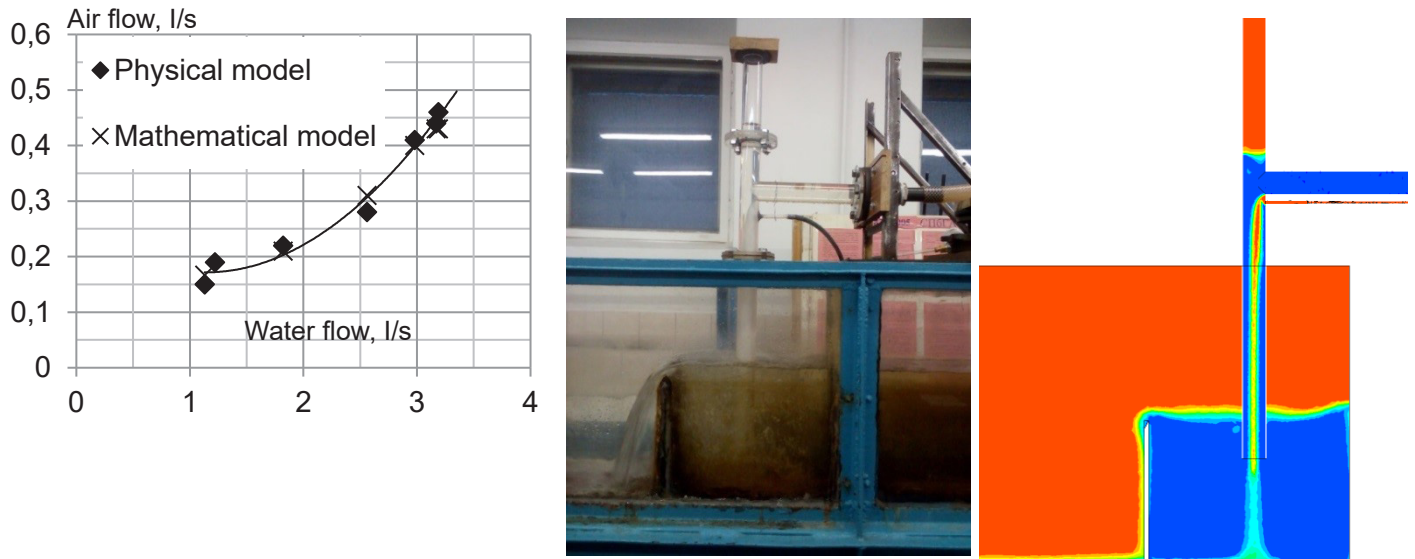 Air flow, I/s
0,6
Physical model
0,5
Mathematical model
0,4
0,3
0,2
0,1
Water flow, I/s
0
0 1 2 3 4